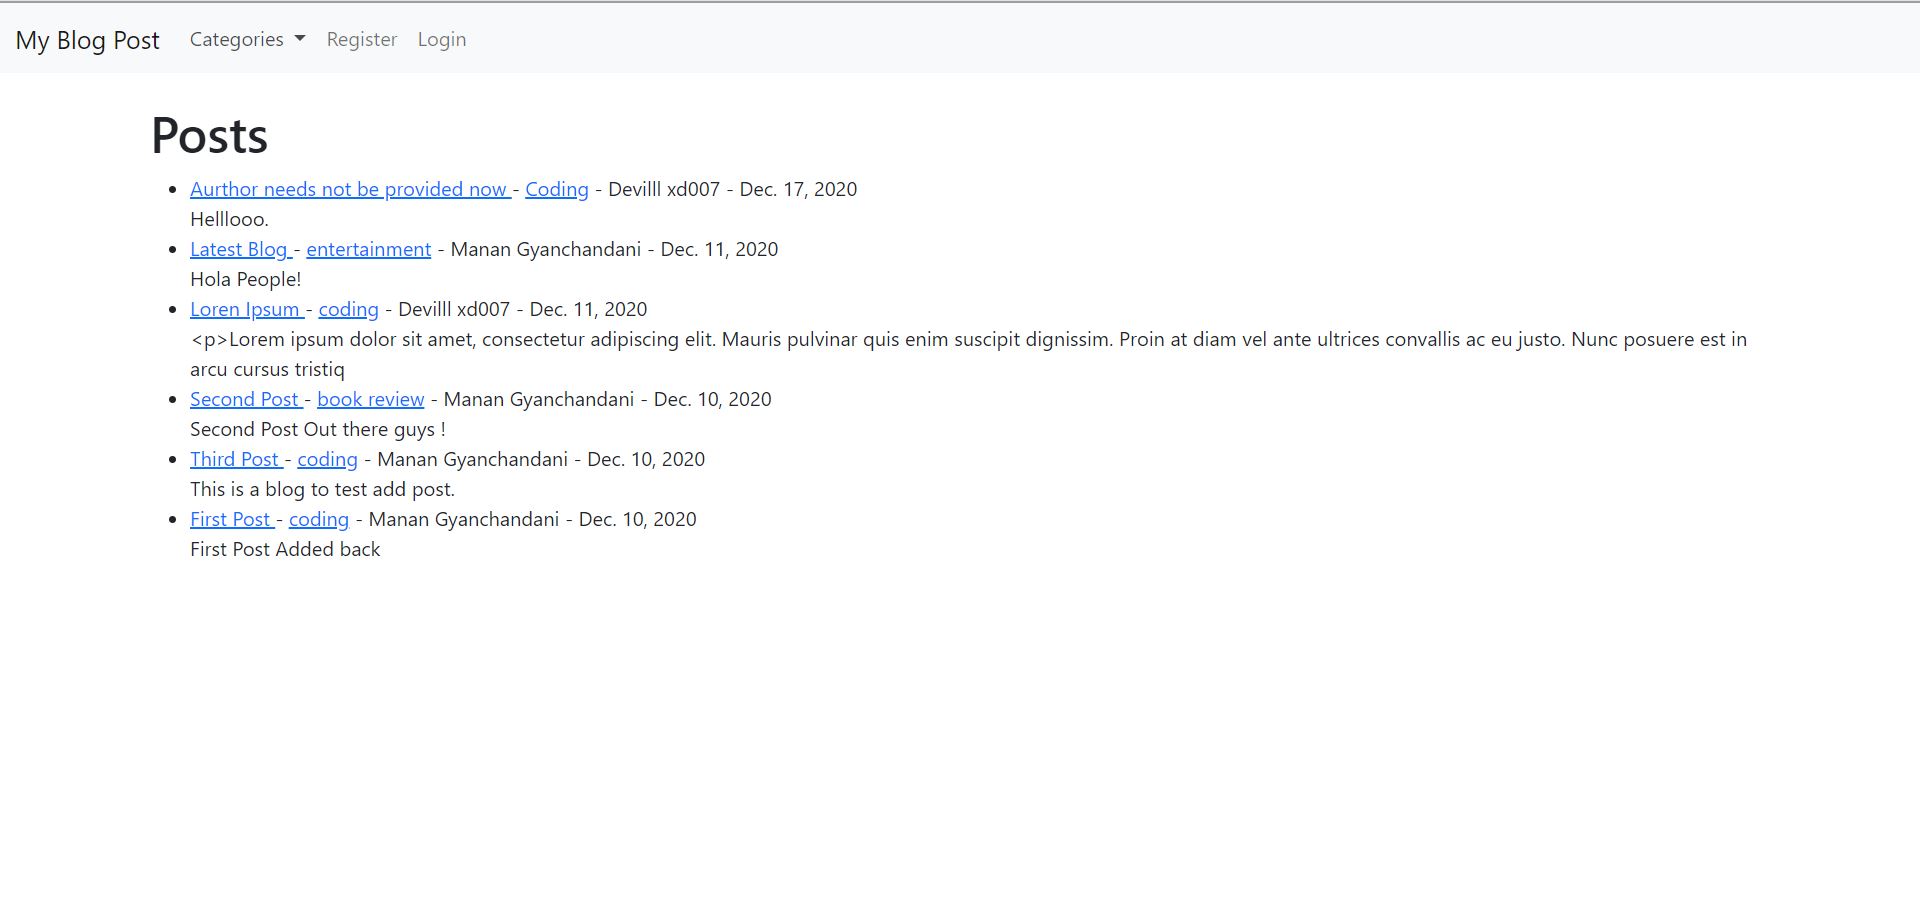 My Blog Post Categories Register Login
Posts
Aurthor needs not be provided now - Coding - Devilll xd007 - Dec. 17, 2020
Helllooo.
Latest Blog - entertainment - Manan Gyanchandani - Dec. 11, 2020
Hola People!
Loren Ipsum - coding - Devilll xd007 - Dec. 11, 2020
<p>Lorem ipsum dolor sit amet, consectetur adipiscing elit. Mauris pulvinar quis enim suscipit dignissim. Proin at diam vel ante ultrices convallis ac eu justo. Nunc posuere est in
arcu cursus tristiq
Second Post - book review - Manan Gyanchandani - Dec. 10, 2020
Second Post Out there guys !
Third Post - coding - Manan Gyanchandani - Dec. 10, 2020
This is a blog to test add post.
First Post - coding - Manan Gyanchandani - Dec. 10, 2020
First Post Added back